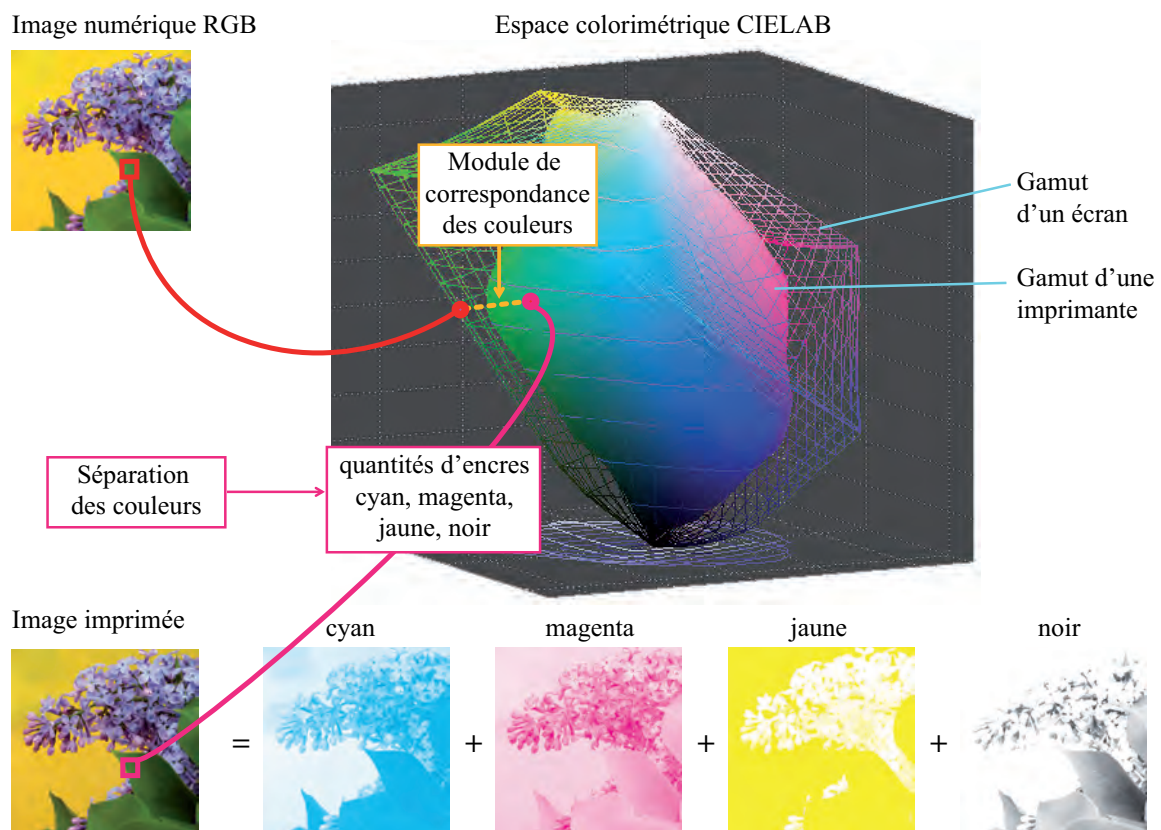 Image numérique RGB
Espace colorimétrique CIELAB
Module de
correspondance
des couleurs
Gamut
d'un écran
Gamut d'une
imprimante
Séparation
des couleurs
quantités d'encres
cyan, magenta,
jaune, noir
Image imprimée
cyan
magenta
jaune
noir
= + + +